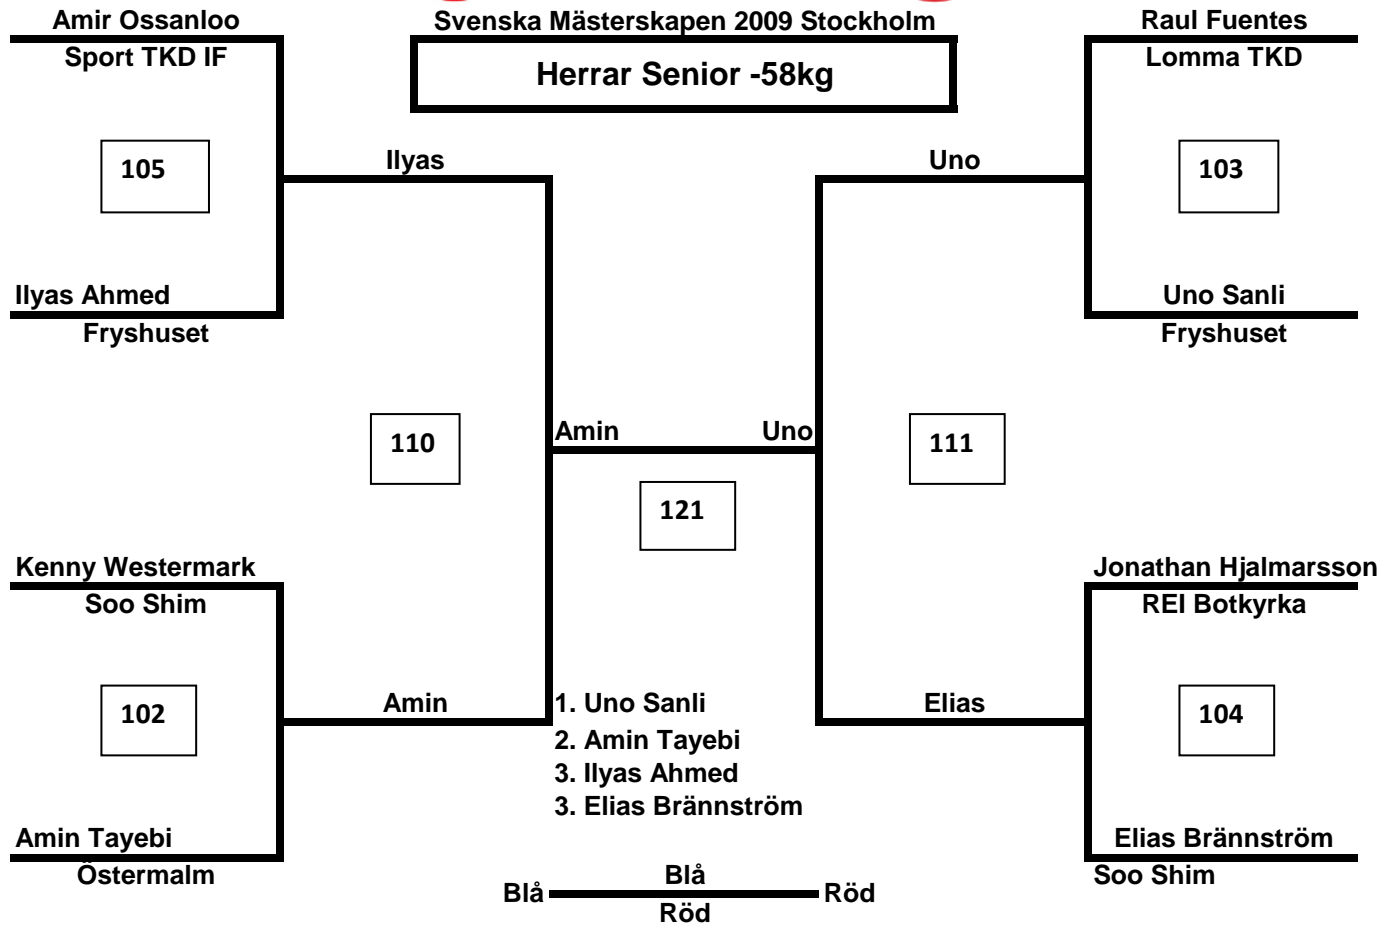 Svenska Mästerskapen 2009 Stockholm
Herrar Senior -58kg
Amir Ossanloo
Sport TKD IF
105
Ilyas Ahmed
Fryshuset
Ilyas
110
Kenny Westermark
Soo Shim
102
Amin Tayebi
Östermalm
Amin
Amin
Uno
121
Raul Fuentes
Lomma TKD
103
Uno Sanli
Fryshuset
Uno
111
Jonathan Hjalmarsson
REI Botkyrka
104
Elias Brännström
Soo Shim
Elias
1. Uno Sanli
2. Amin Tayebi
3. Ilyas Ahmed
3. Elias Brännström
Blå
Blå
Röd
Röd